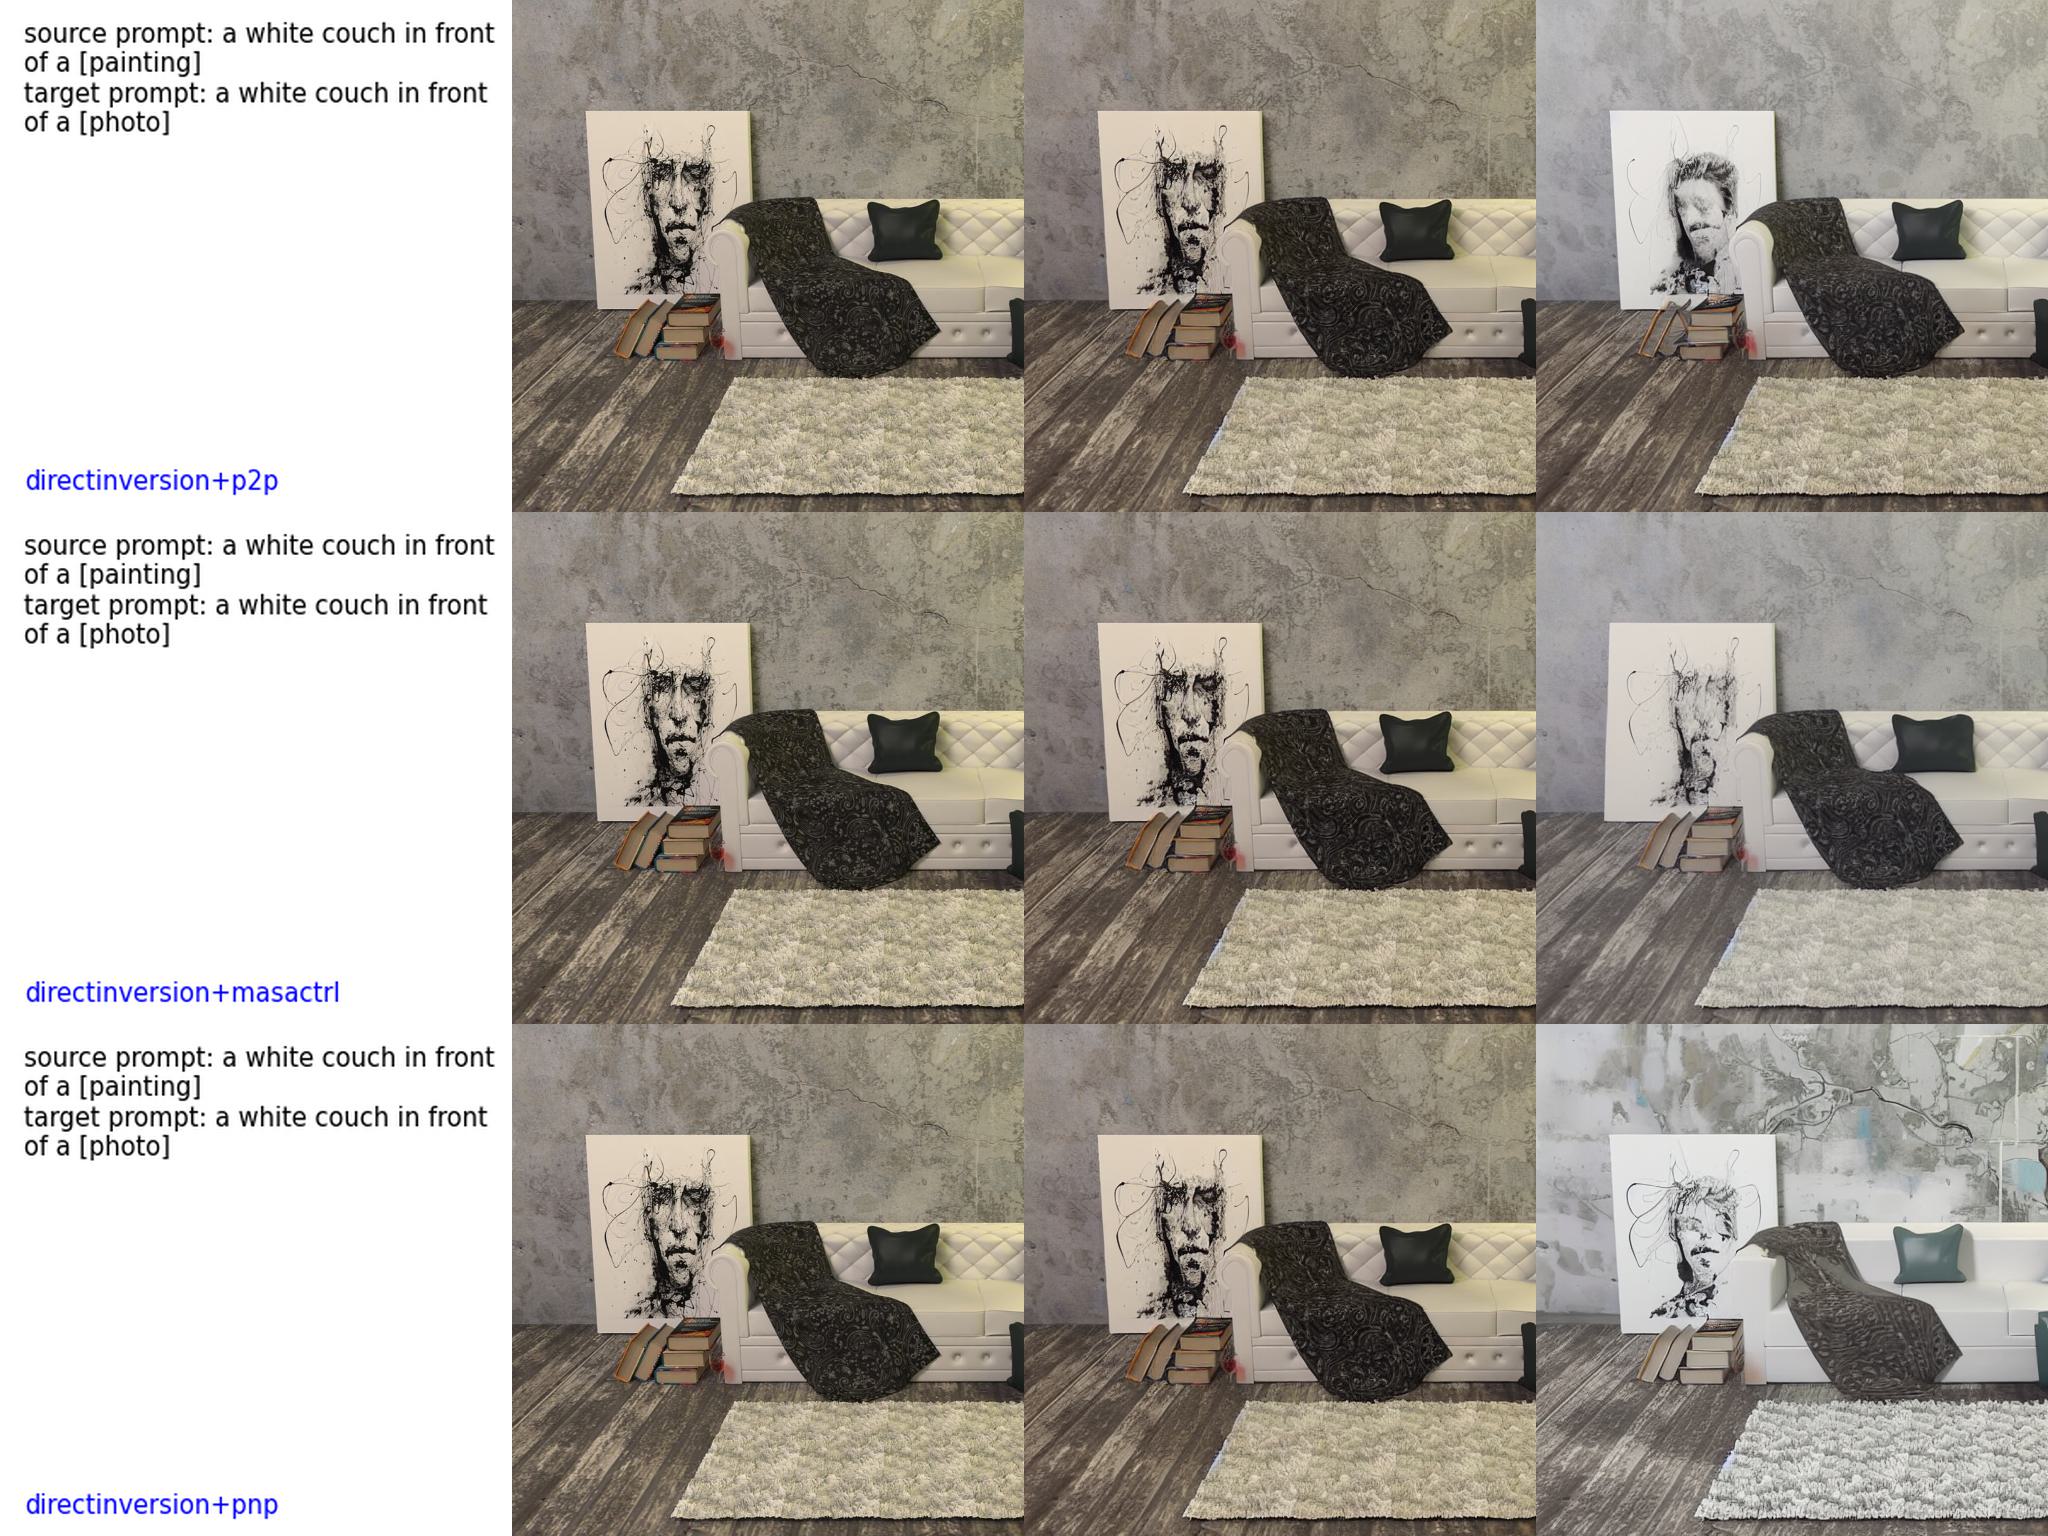 source prompt: a white couch in front
of a [painting]
target prompt: a white couch in front
of a [photo]
directinversion+p2p
source prompt: a white couch in front
of a [painting]
target prompt: a white couch in front
of a [photo]
directinversion+masactrl
source prompt: a white couch in front
of a [painting]
target prompt: a white couch in front
of a [photo]
directinversion+pnp